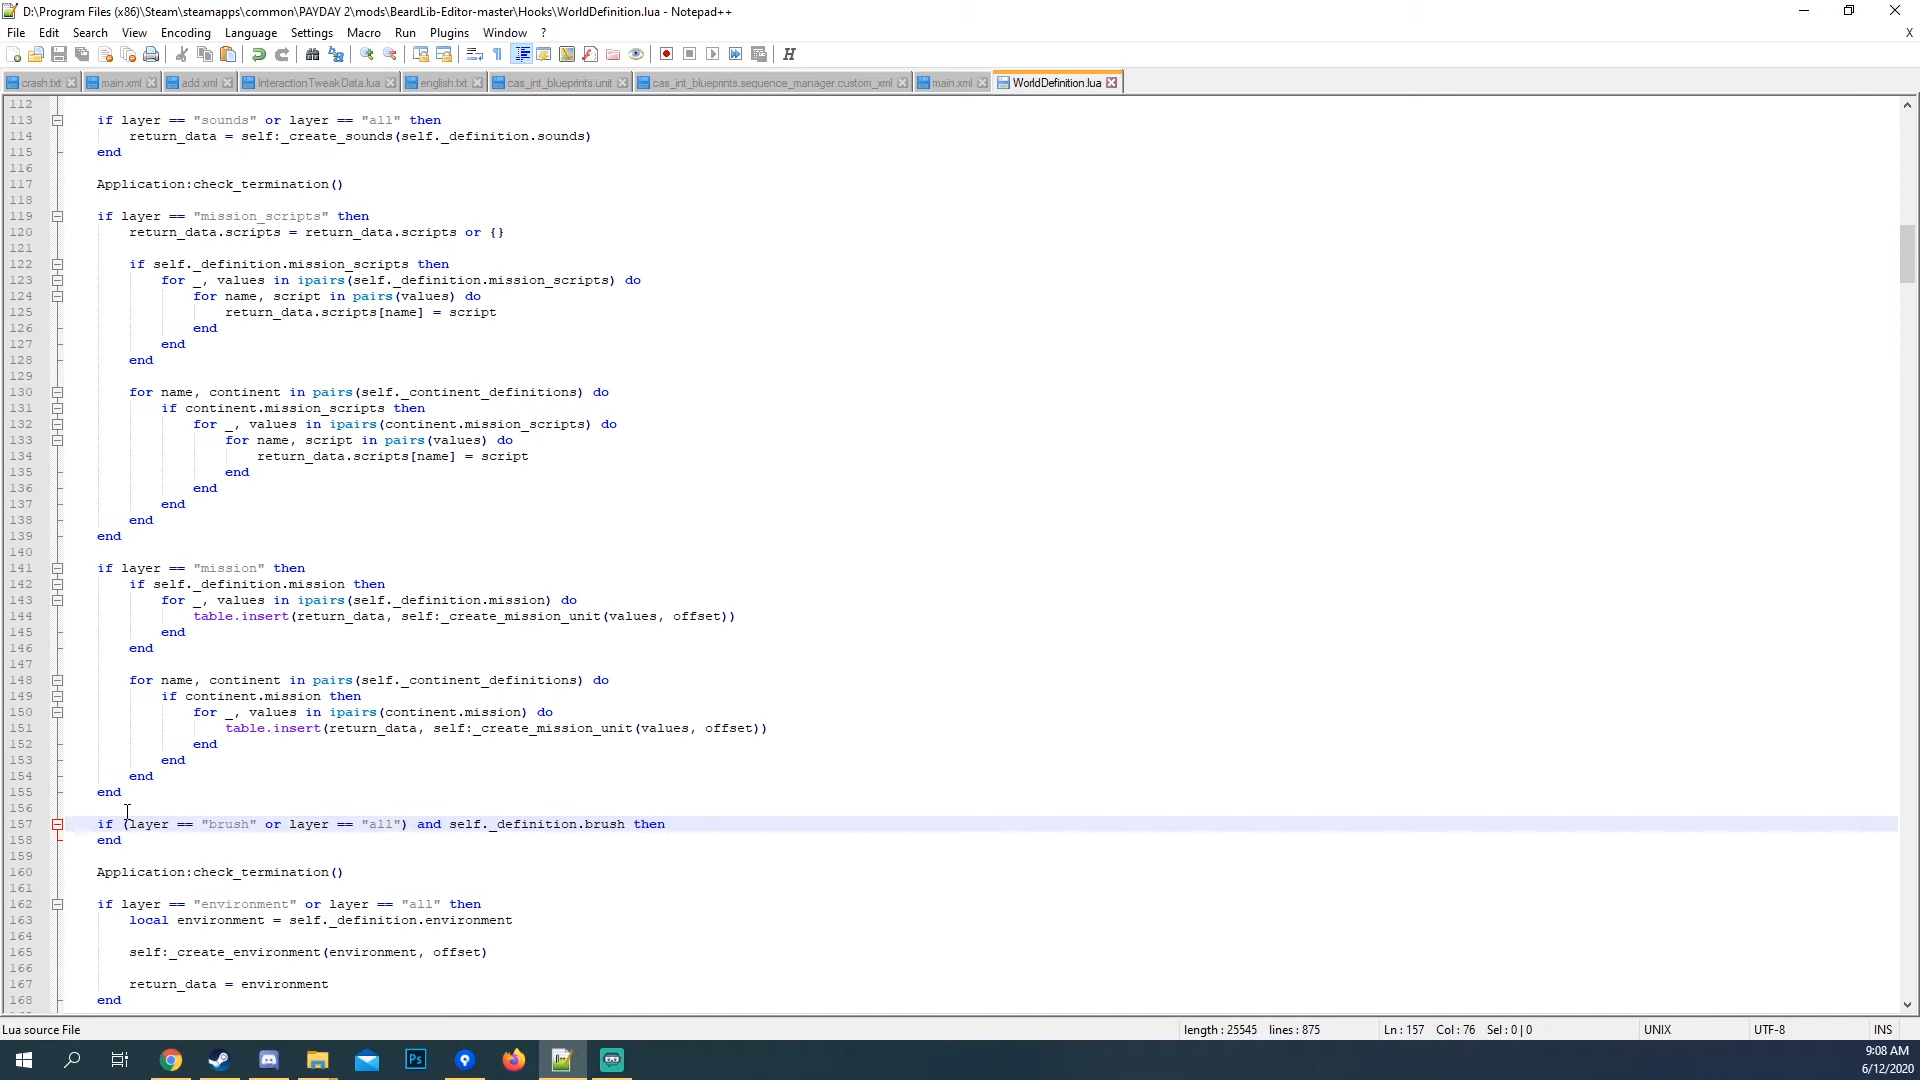 D:\Program Files (x86)\Steam\steamapps\common\PAYDAY 2\mods\BeardLib-Editor-master\Hooks\WorldDefinition.lua - Notepad++
File Edit Search View Encoding Language Settings Macro Run Plugins Window ? X
crash.txt main.xml add.xml InteractionTweakData.lua english.txt cas_int_blueprints.unit cas_int_blueprints.sequence_manager.custom_xml main.xml WorldDefinition.lua
112
113 if layer == "sounds" or layer == "all" then
114 return_data = self:_create_sounds(self._definition.sounds)
115 end
116
117 Application:check_termination()
118
119 if layer == "mission_scripts" then
120 return_data.scripts = return_data.scripts or {}
121
122 if self._definition.mission_scripts then
123 for _, values in ipairs(self._definition.mission_scripts) do
124 for name, script in pairs(values) do
125 return_data.scripts[name] = script
126 end
127 end
128 end
129
130 for name, continent in pairs(self._continent_definitions) do
131 if continent.mission_scripts then
132 for _, values in ipairs(continent.mission_scripts) do
133 for name, script in pairs(values) do
134 return_data.scripts[name] = script
135 end
136 end
137 end
138 end
139 end
140
141 if layer == "mission" then
142 if self._definition.mission then
143 for _, values in ipairs(self._definition.mission) do
144 table.insert(return_data, self:_create_mission_unit(values, offset))
145 end
146 end
147
148 for name, continent in pairs(self._continent_definitions) do
149 if continent.mission then
150 for _, values in ipairs(continent.mission) do
151 table.insert(return_data, self:_create_mission_unit(values, offset))
152 end
153 end
154 end
155 end
156
157 if (layer == "brush" or layer == "all") and self._definition.brush then
158 end
159
160 Application:check_termination()
161
162 if layer == "environment" or layer == "all" then
163 local environment = self._definition.environment
164
165 self:_create_environment(environment, offset)
166
167 return_data = environment
168 end
Lua source File length : 25545 lines : 875 Ln : 157 Col : 76 Sel : 0 | 0 UNIX UTF-8 INS
Ps
9:08 AM
6/12/2020